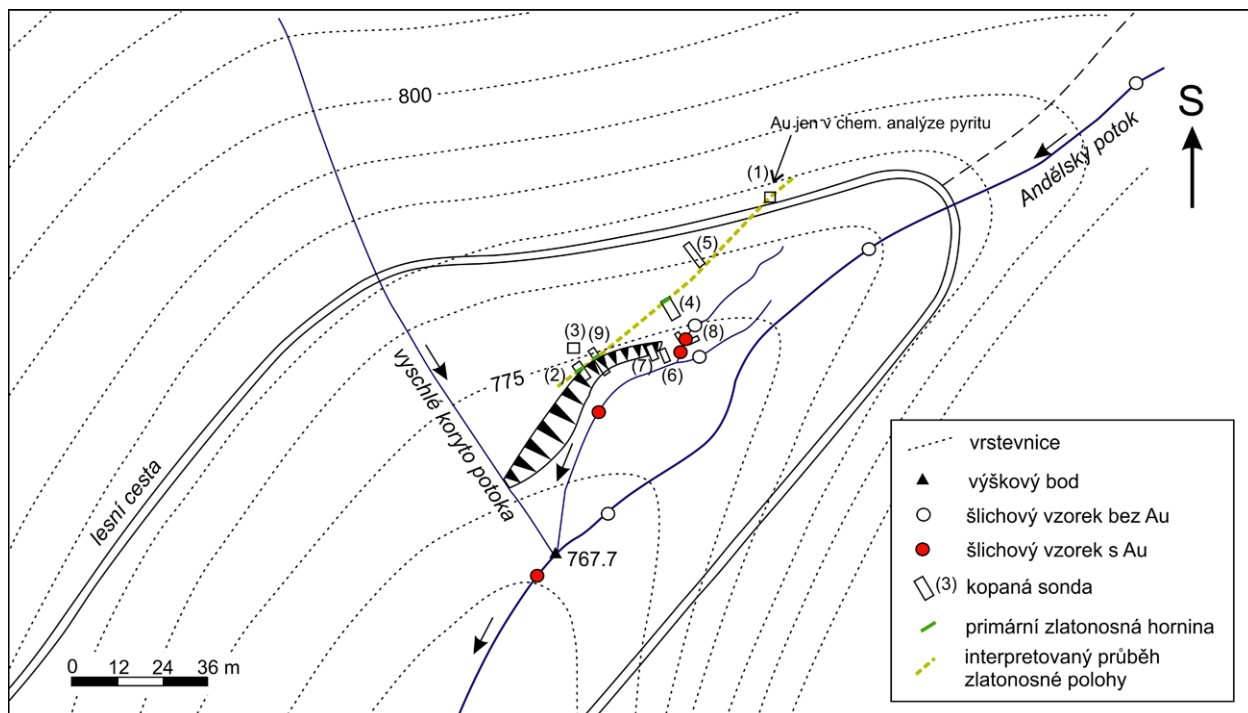 800
Au jen v chem. analýze pyritu
(1)
S
Andělský potok
(5)
(4)
(3)
(9)
(8)
(2)
(7)
(6)
775
vyschlé koryto potoka
lesní cesta
767.7
0 12 24 36 m
vrstevnice
výškový bod
šlichový vzorek bez Au
šlichový vzorek s Au
(3) kopaná sonda
primární zlatonosná hornina
interpretovaný průběh
zlatonosné polohy